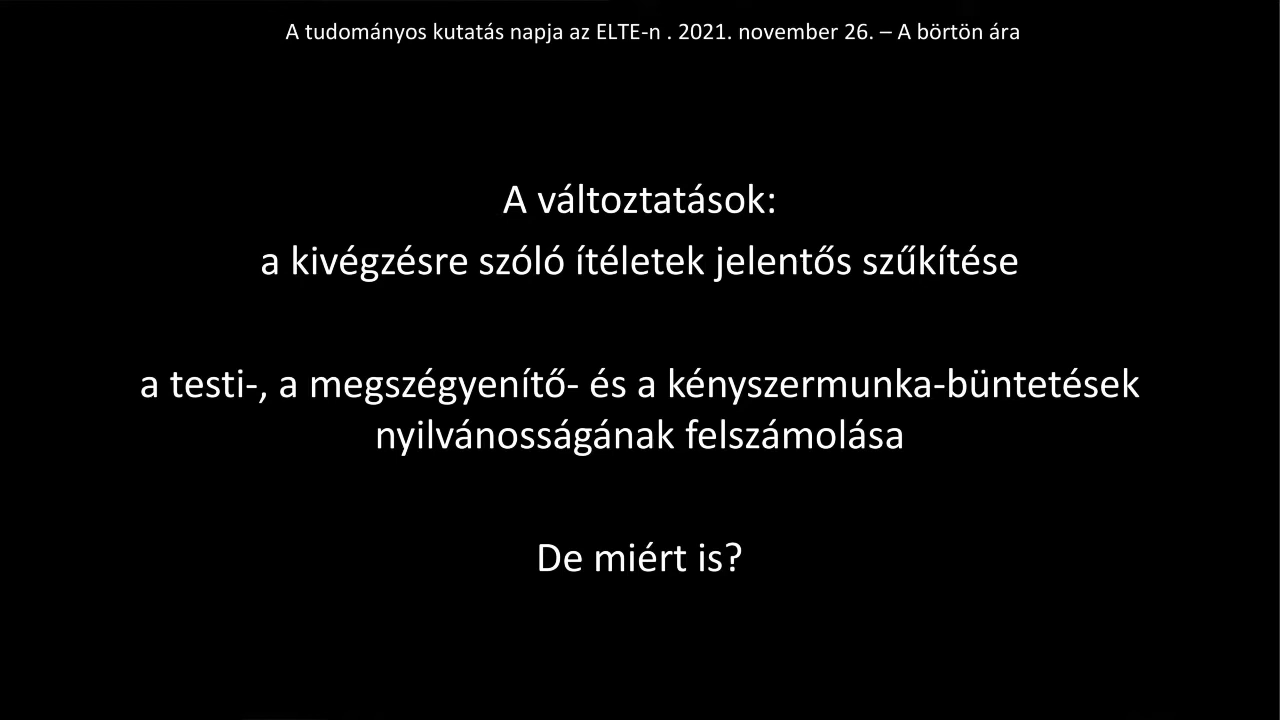 A tudományos kutatás napja az ELTE-n . 2021. november 26. – A börtön ára
A változtatások:
a kivégzésre szóló ítéletek jelentős szűkítése
a testi-, a megszégyenítő- és a kényszermunka-büntetések
nyilvánosságának felszámolása
De miért is?